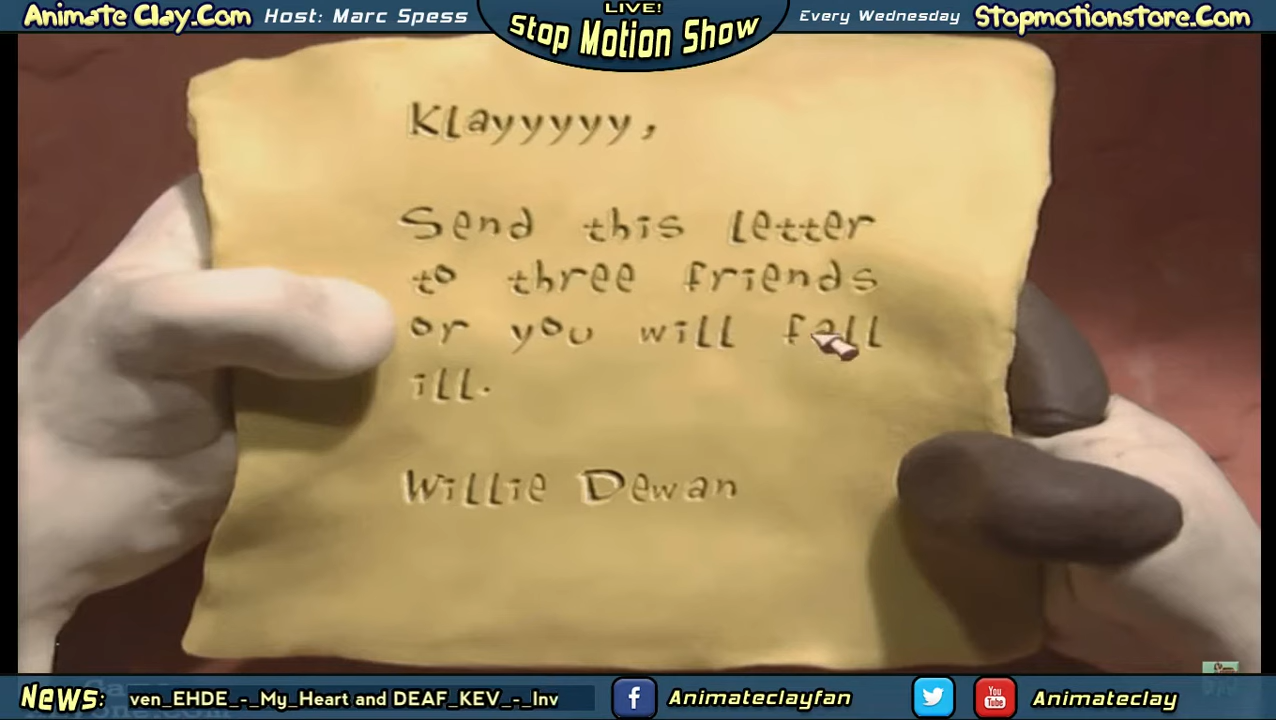 Animate Clay.Com Host: Marc Spess LIVE! Every Wednesday Stopmotionstore.Com
Stop Motion Show
Klayyyyyy,
Send this letter
to three friends
or you will fall
ill.
Willie Dewan
News: ven_EHDE_-_My_Heart and DEAF_KEV_-_Inv Animateclayfan Animateclay